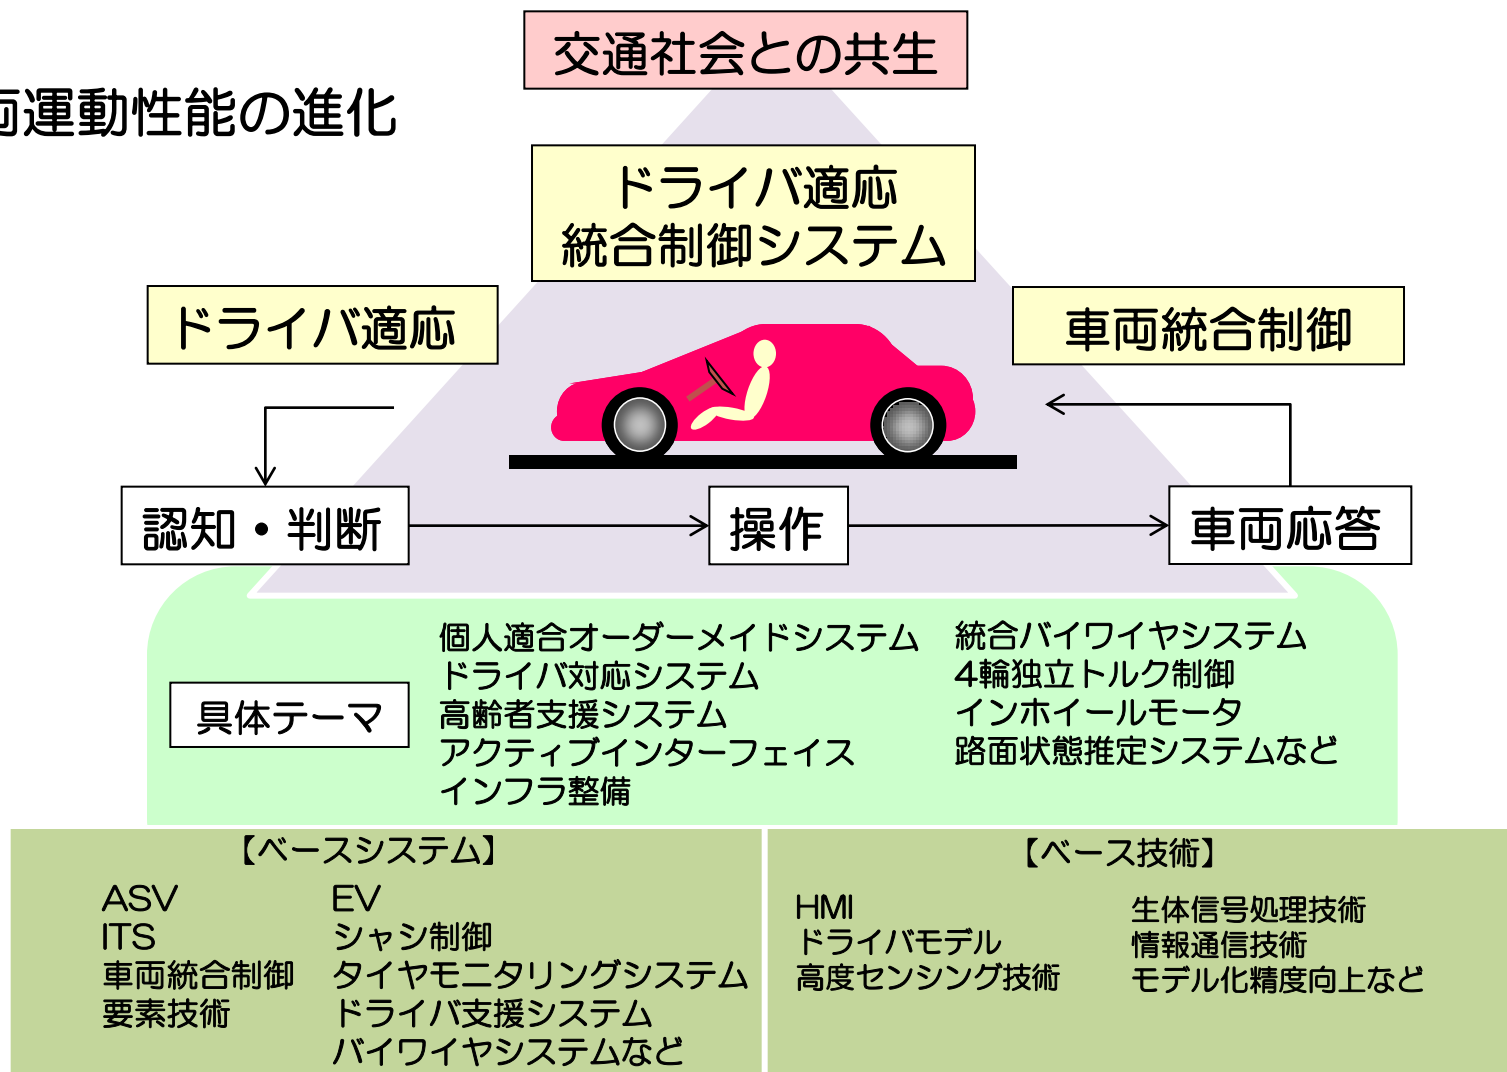 交通社会との共生
両運動性能の進化
ドライバ適応
統合制御システム
ドライバ適応
車両統合制御
認知・判断
操作
車両応答
具体テーマ
個人適合オーダーメイドシステム
ドライバ対応システム
高齢者支援システム
アクティブインターフェイス
インフラ整備
統合バイワイヤシステム
4輪独立トルク制御
インホイールモータ
路面状態推定システムなど
【ベースシステム】
ASV
ITS
車両統合制御
要素技術
EV
シャシ制御
タイヤモニタリングシステム
ドライバ支援システム
バイワイヤシステムなど
【ベース技術】
HMI
ドライバモデル
高度センシング技術
生体信号処理技術
情報通信技術
モデル化精度向上など